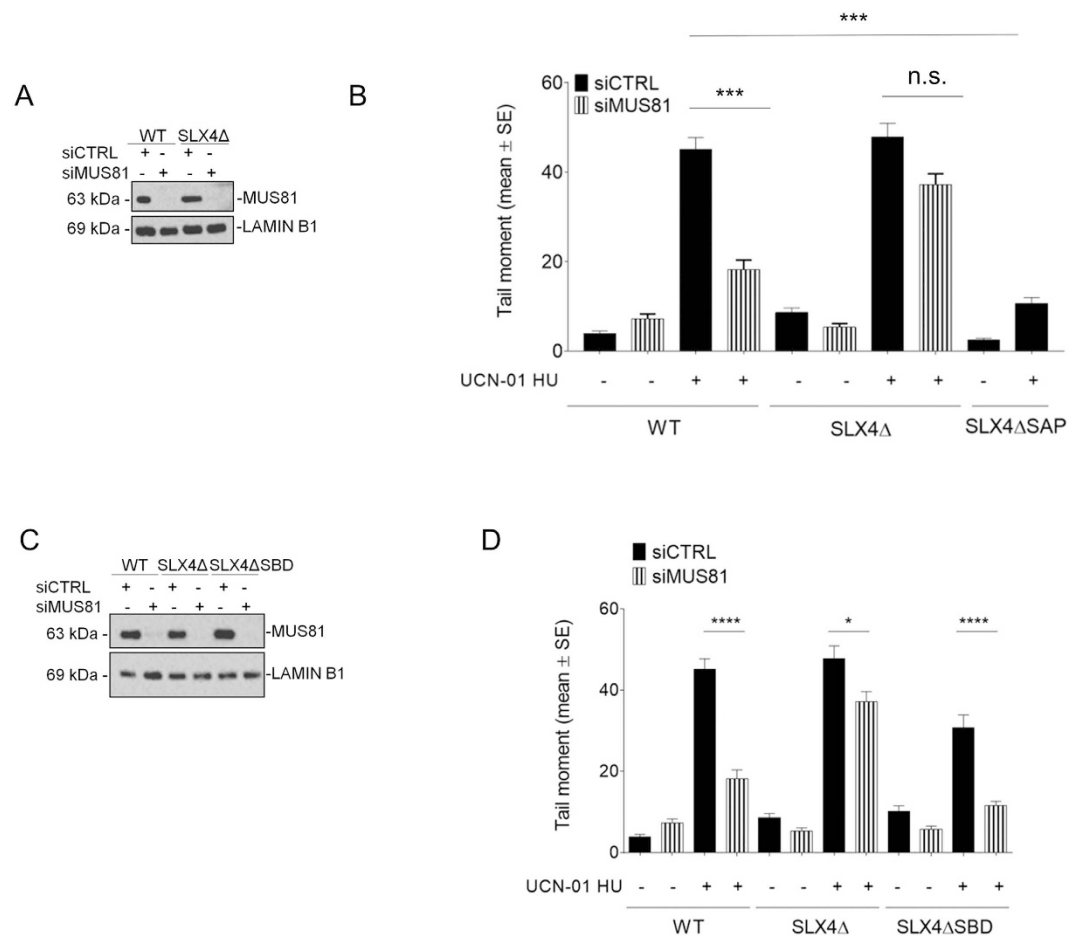 A
WT SLX4Δ
siCTRL + - + -
siMUS81 - + - +
63 kDa - -MUS81
69 kDa - -LAMIN B1
B
***
n.s.
***
siCTRL
siMUS81
Tail moment (mean ± SE)
60
40
20
0
UCN-01 HU - - + + - - + + - +
WT SLX4Δ SLX4ΔSAP
C
WT SLX4Δ SLX4ΔSBD
siCTRL + - + - + -
siMUS81 - + - + - +
63 kDa - -MUS81
69 kDa - -LAMIN B1
D
siCTRL
siMUS81
**** * ****
Tail moment (mean ± SE)
60
40
20
0
UCN-01 HU - - + + - - + + - - + +
WT SLX4Δ SLX4ΔSBD